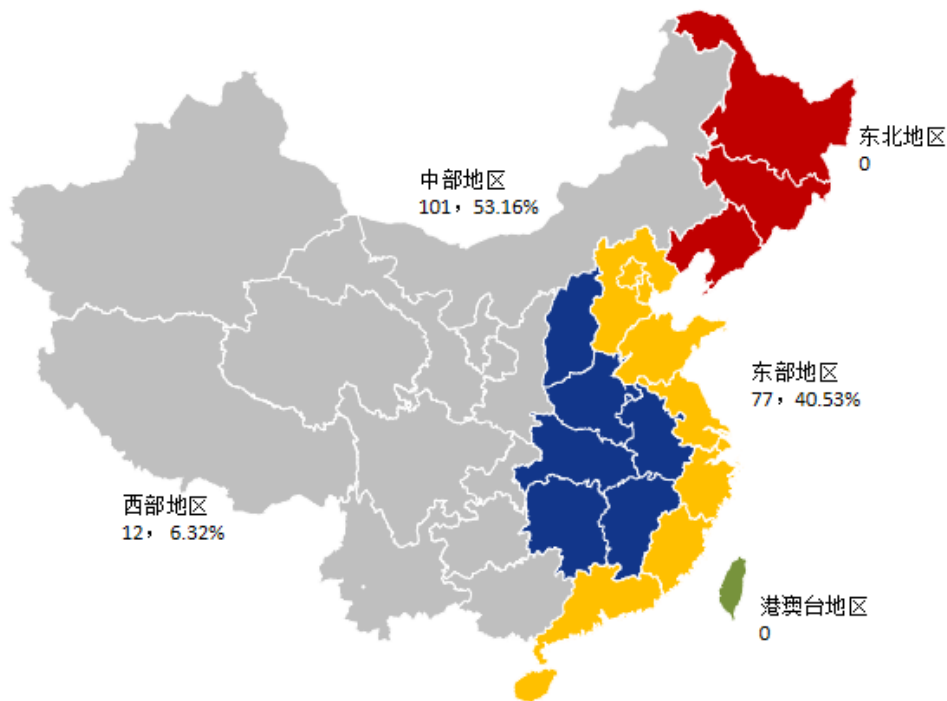 东北地区
0
中部地区
101，53.16%
东部地区
77，40.53%
西部地区
12， 6.32%
港澳台地区
0